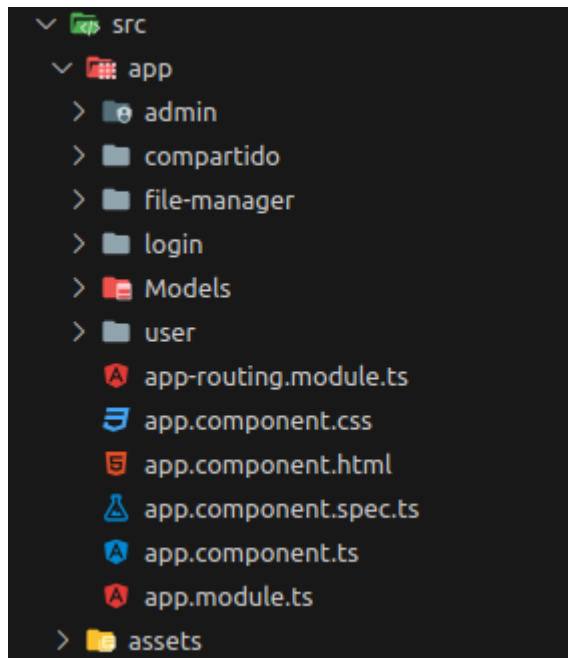 src
app
admin
compartido
file-manager
login
Models
user
app-routing.module.ts
app.component.css
app.component.html
app.component.spec.ts
app.component.ts
app.module.ts
assets